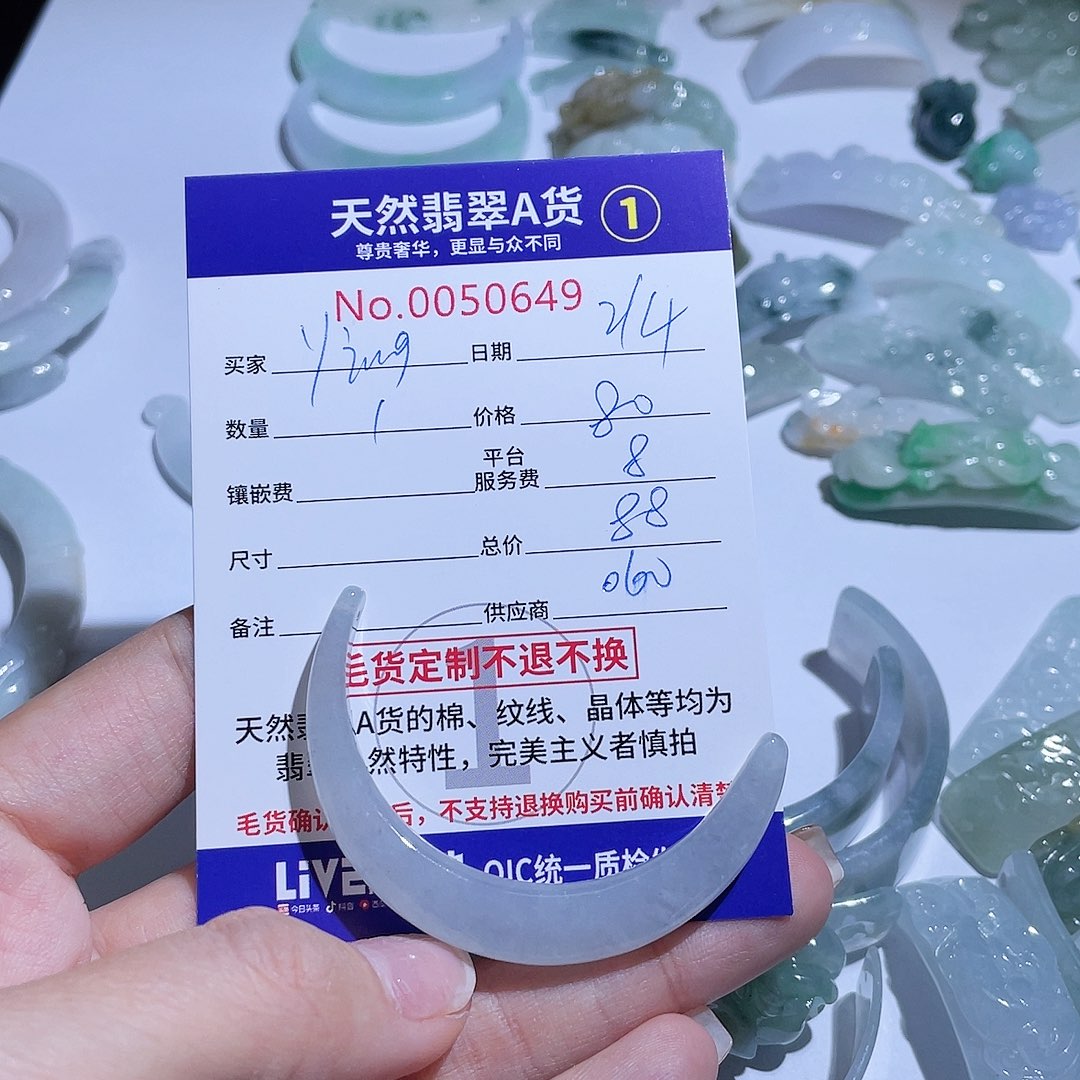 天然翡翠A货 1
尊贵奢华，更显与众不同
No.0050649
买家 Ying 日期 21/4
数量 1 价格 80
镶嵌费 平台服务费 8
尺寸 总价 88
备注 供应商 060
毛货定制不退不换
1
天然翡 A货的棉、纹线、晶体等均为
翡 然特性，完美主义者慎拍
毛货确认 后，不支持退换购买前确认清楚
LiVE QIC统一质检
今日头条 抖音